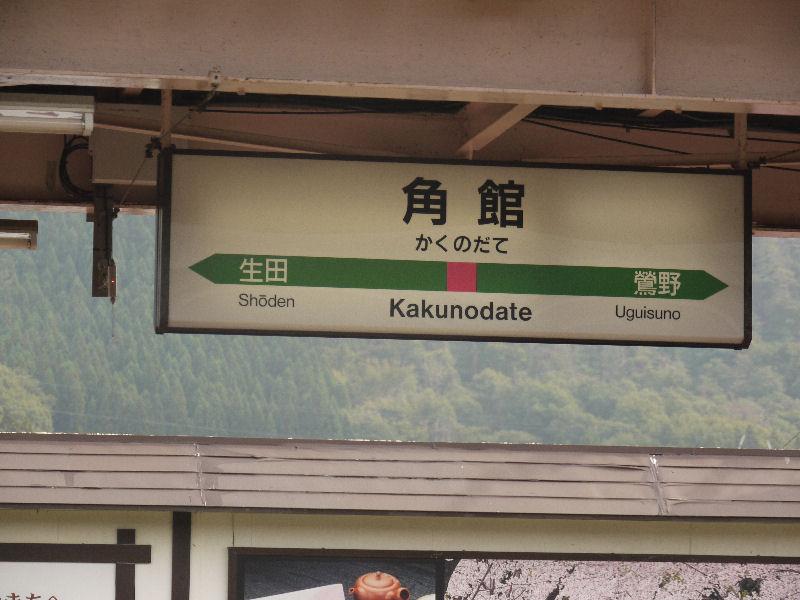 角館
かくのだて
生田
鶯野
Shōden
Kakunodate
Uguisuno